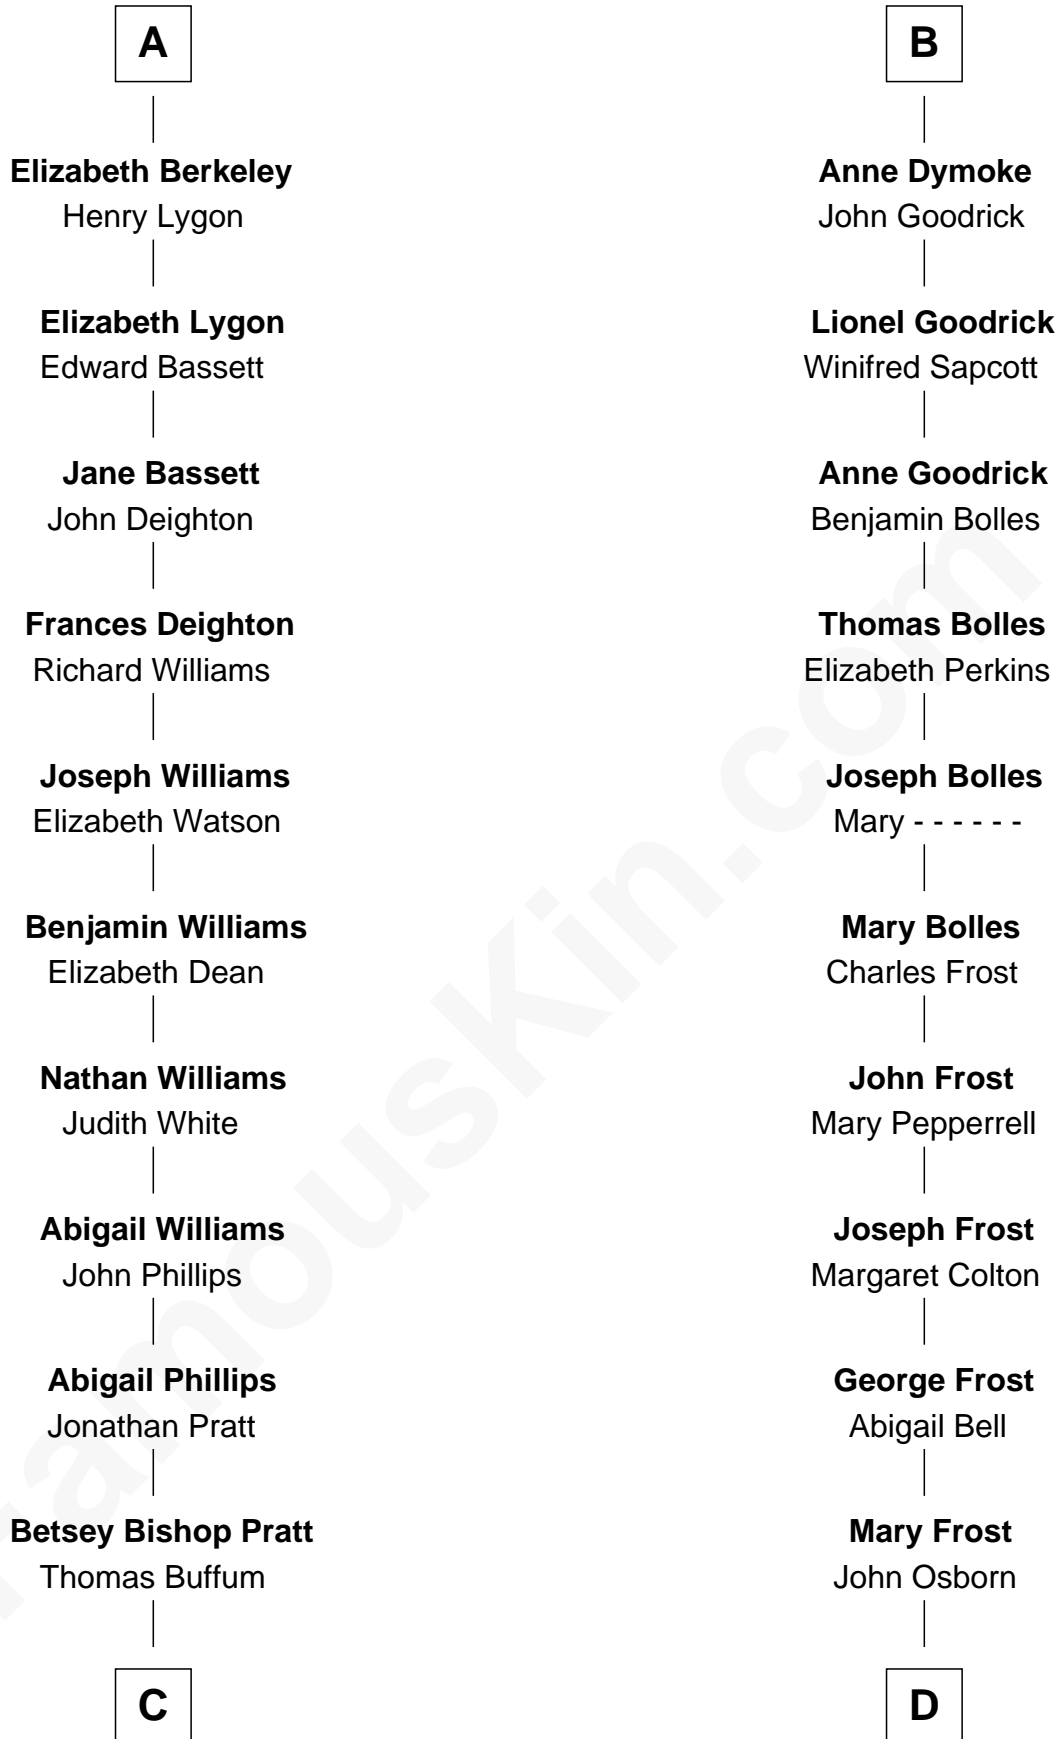 A
Elizabeth Berkeley
Henry Lygon
Elizabeth Lygon
Edward Bassett
Jane Bassett
John Deighton
Frances Deighton
Richard Williams
Joseph Williams
Elizabeth Watson
Benjamin Williams
Elizabeth Dean
Nathan Williams
Judith White
Abigail Williams
John Phillips
Abigail Phillips
Jonathan Pratt
Betsey Bishop Pratt
Thomas Buffum
C
B
Anne Dymoke
John Goodrick
Lionel Goodrick
Winifred Sapcott
Anne Goodrick
Benjamin Bolles
Thomas Bolles
Elizabeth Perkins
Joseph Bolles
Mary - - - - - -
Mary Bolles
Charles Frost
John Frost
Mary Pepperrell
Joseph Frost
Margaret Colton
George Frost
Abigail Bell
Mary Frost
John Osborn
D
FamousKin.com